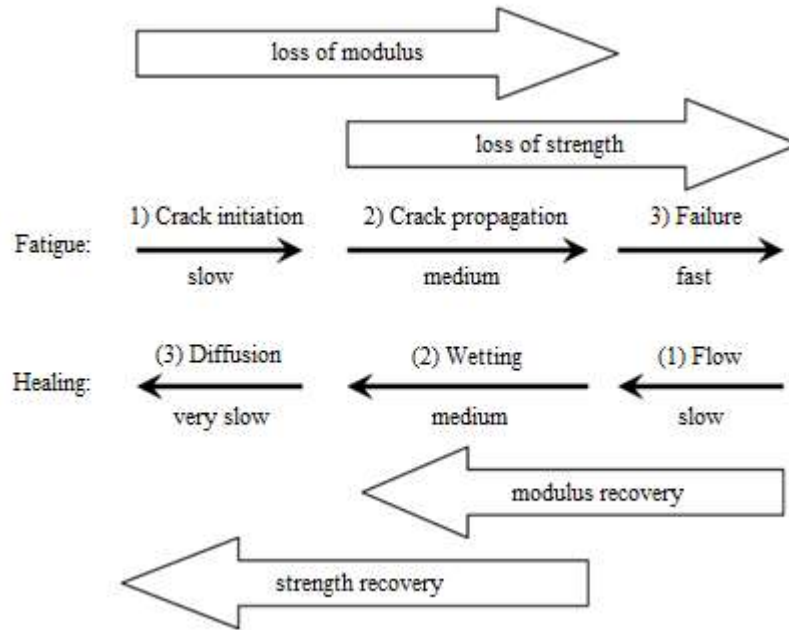 loss of modulus
loss of strength
1) Crack initiation 2) Crack propagation 3) Failure
Fatigue:
slow medium fast
(3) Diffusion (2) Wetting (1) Flow
Healing:
very slow medium slow
modulus recovery
strength recovery